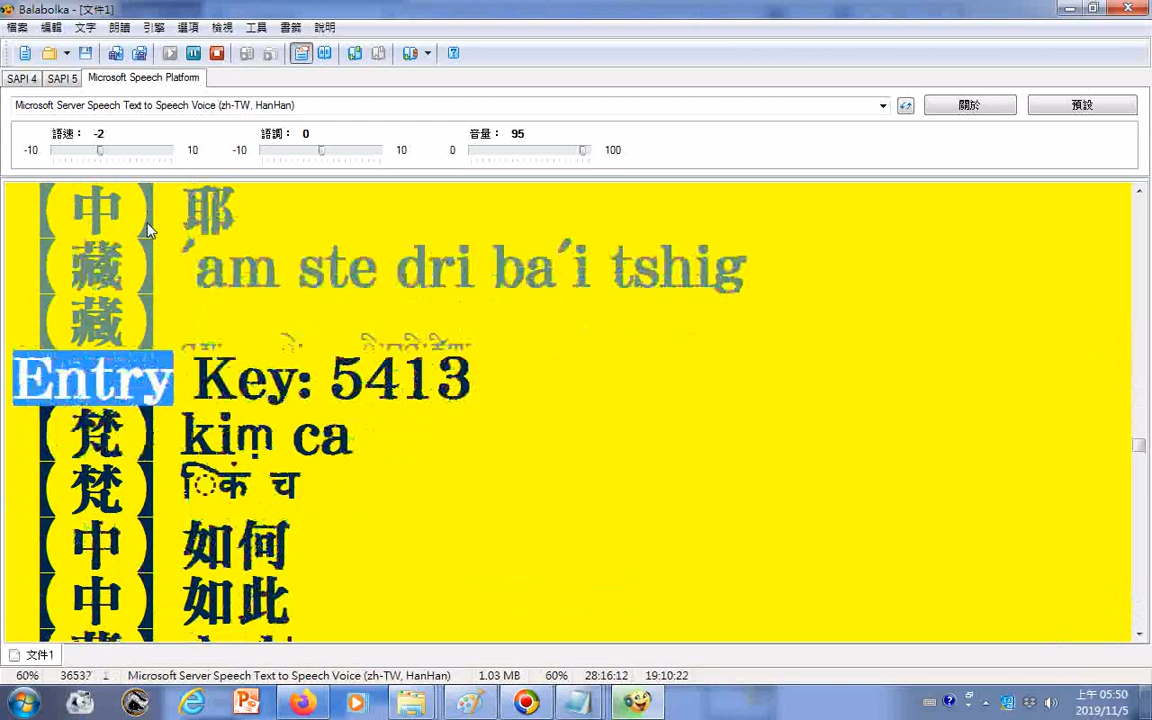 Balabolka - [文件1]
檔案 編輯 文字 朗讀 引擎 選項 檢視 工具 書籤 說明
SAPI 4 SAPI 5 Microsoft Speech Platform
Microsoft Server Speech Text to Speech Voice (zh-TW, HanHan)
關於 預設
語速： -2 語調： 0 音量： 95
-10 10 -10 10 0 100
【中】 耶
【藏】 ´am ste dri ba´i tshig
【藏】
Entry Key: 5413
【梵】 kiṃ ca
【梵】 किं च
【中】 如何
【中】 如此
文件1
60% 36537 Microsoft Server Speech Text to Speech Voice (zh-TW, HanHan) 1.03 MB 60% 28:16:12 19:10:22
上午 05:50
2019/11/5